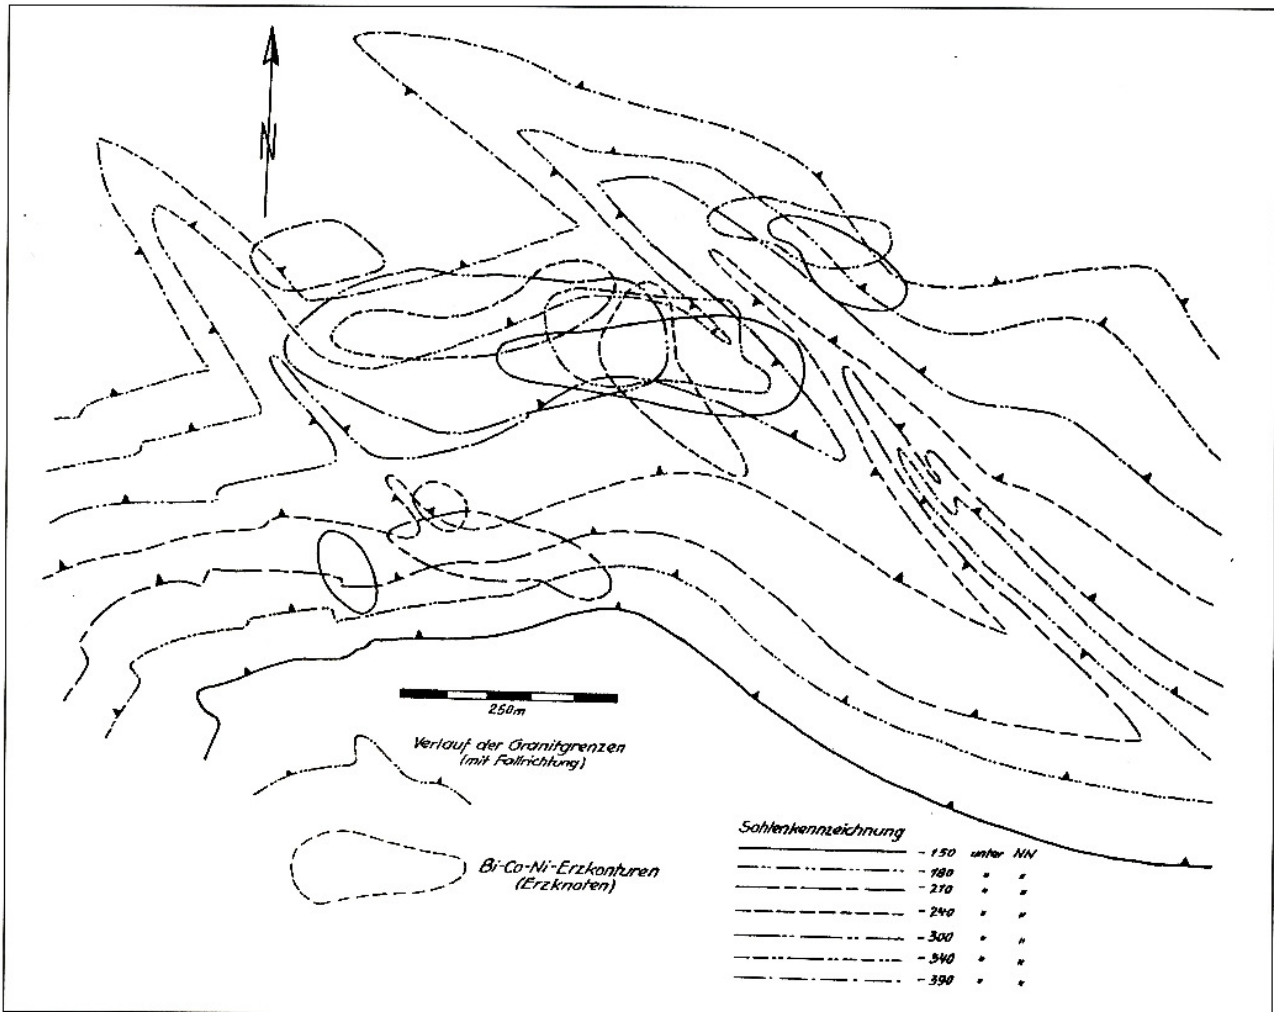 N
250m
Verlauf der Granitgrenzen
(mit Fallrichtung)
Bi-Co-Ni-Erzkonturen
(Erzknoten)
Sohlenkennzeichnung
- 150 unter NN
- 180 " "
- 210 " "
- 240 " "
- 300 " "
- 340 " "
- 390 " "